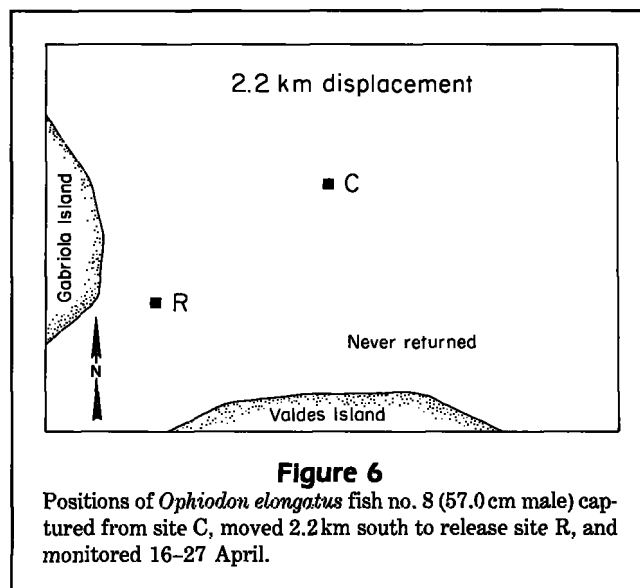 2.2 km displacement
C
Gabriola Island
R
Never returned
N
Valdes Island
Figure 6
Positions of Ophiodon elongatus fish no. 8 (57.0 cm male) cap-
tured from site C, moved 2.2 km south to release site R, and
monitored 16–27 April.